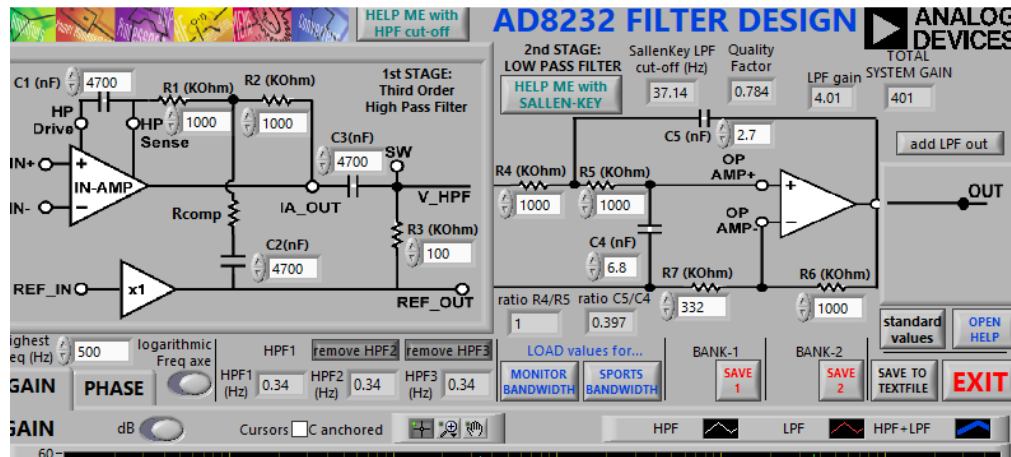 HELP ME with
HPF cut-off
AD8232 FILTER DESIGN
ANALOG
DEVICES
C1 (nF)
4700
R1 (KOhm)
R2 (KOhm)
1st STAGE:
Third Order
High Pass Filter
HP
Drive
HP
Sense
1000
1000
C3(nF)
4700
SW
IN+
IN-
+
−
IN-AMP
Rcomp
IA_OUT
V_HPF
C2(nF)
4700
R3 (KOhm)
100
REF_IN
x1
REF_OUT
2nd STAGE:
LOW PASS FILTER
HELP ME with
SALLEN-KEY
SallenKey LPF
cut-off (Hz)
37.14
Quality
Factor
0.784
LPF gain
4.01
TOTAL
SYSTEM GAIN
401
C5 (nF)
2.7
add LPF out
R4 (KOhm)
1000
R5 (KOhm)
1000
OP
AMP+
OP
AMP-
+
−
OUT
C4 (nF)
6.8
R7 (KOhm)
332
R6 (KOhm)
1000
ratio R4/R5
1
ratio C5/C4
0.397
standard
values
OPEN
HELP
ighest
eq (Hz)
500
logarithmic
Freq axe
HPF1
remove HPF2
remove HPF3
HPF1
(Hz)
0.34
HPF2
(Hz)
0.34
HPF3
(Hz)
0.34
LOAD values for...
MONITOR
BANDWIDTH
SPORTS
BANDWIDTH
BANK-1
SAVE
1
BANK-2
SAVE
2
SAVE TO
TEXTFILE
EXIT
GAIN
PHASE
GAIN
dB
Cursors
C anchored
HPF
LPF
HPF+LPF
60